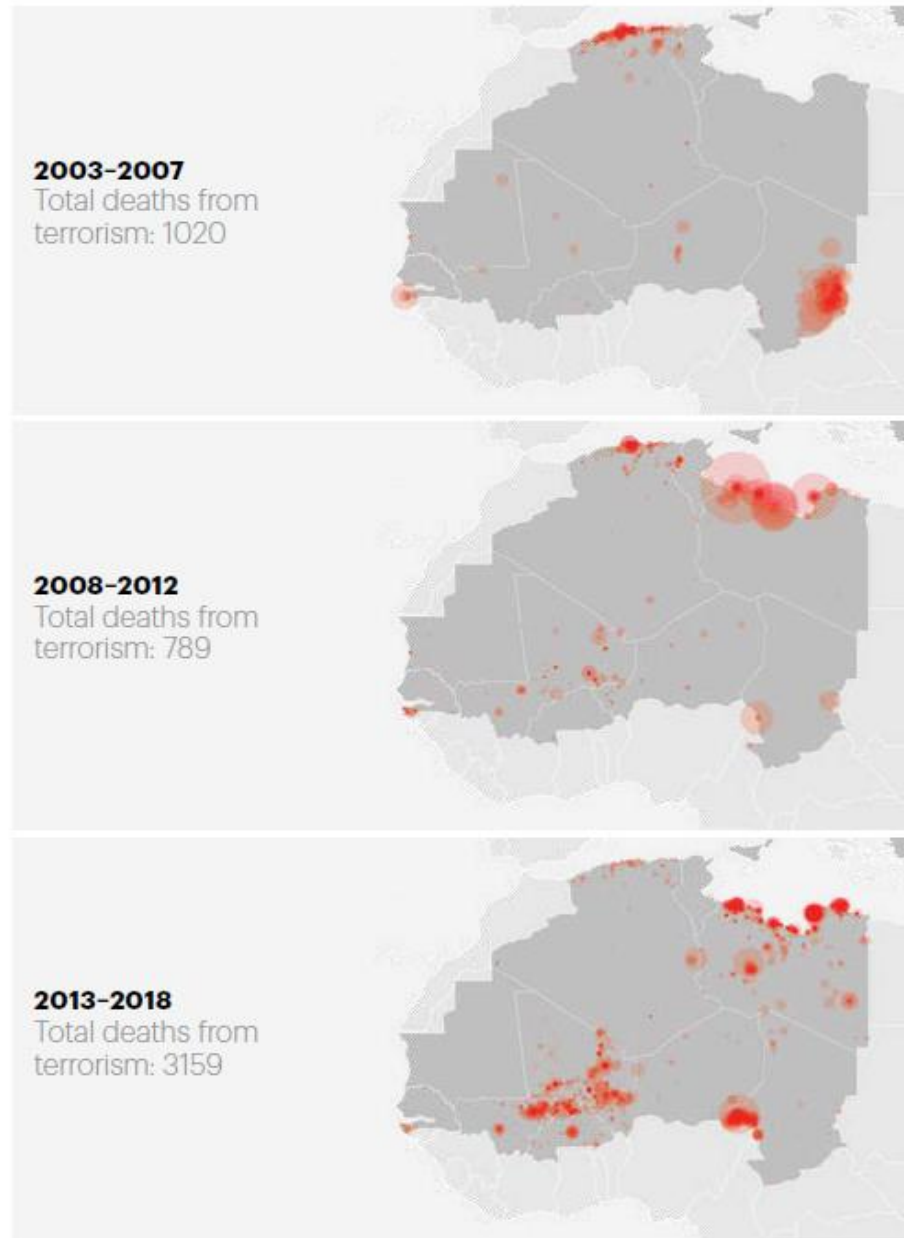 2003–2007
Total deaths from
terrorism: 1020
2008–2012
Total deaths from
terrorism: 789
2013–2018
Total deaths from
terrorism: 3159